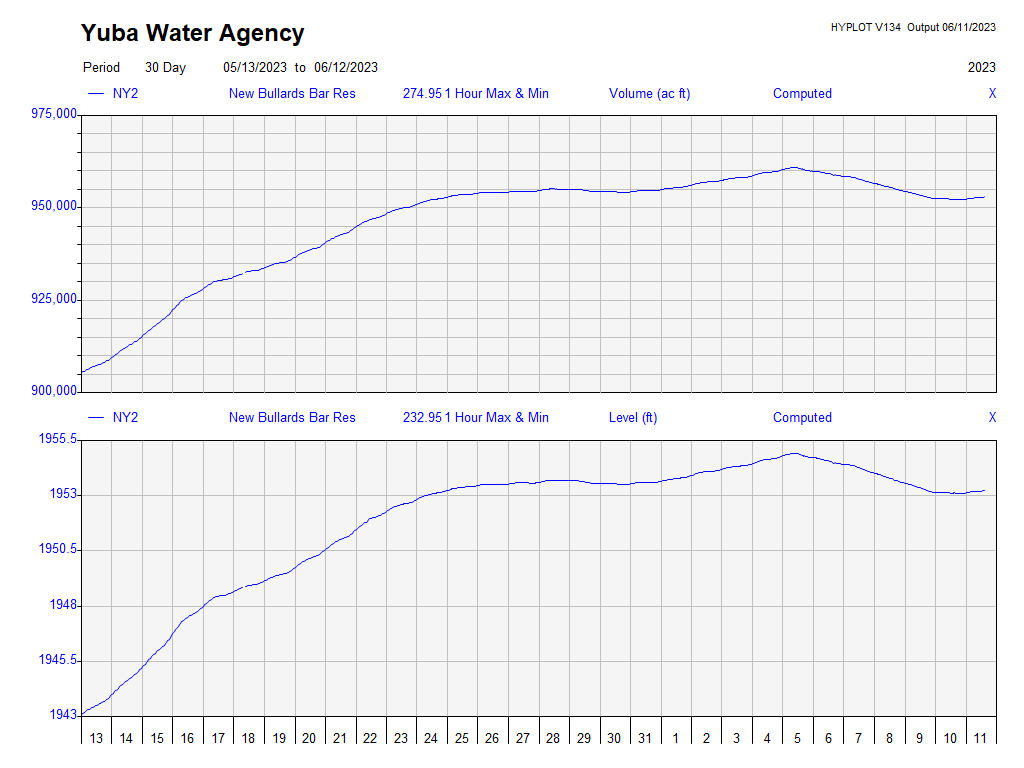 Yuba Water Agency
HYPLOT V134 Output 06/11/2023
Period 30 Day 05/13/2023 to 06/12/2023 2023
NY2 New Bullards Bar Res 274.95 1 Hour Max & Min Volume (ac ft) Computed X
975,000
950,000
925,000
900,000
NY2 New Bullards Bar Res 232.95 1 Hour Max & Min Level (ft) Computed X
1955.5
1953
1950.5
1948
1945.5
1943
13 14 15 16 17 18 19 20 21 22 23 24 25 26 27 28 29 30 31 1 2 3 4 5 6 7 8 9 10 11